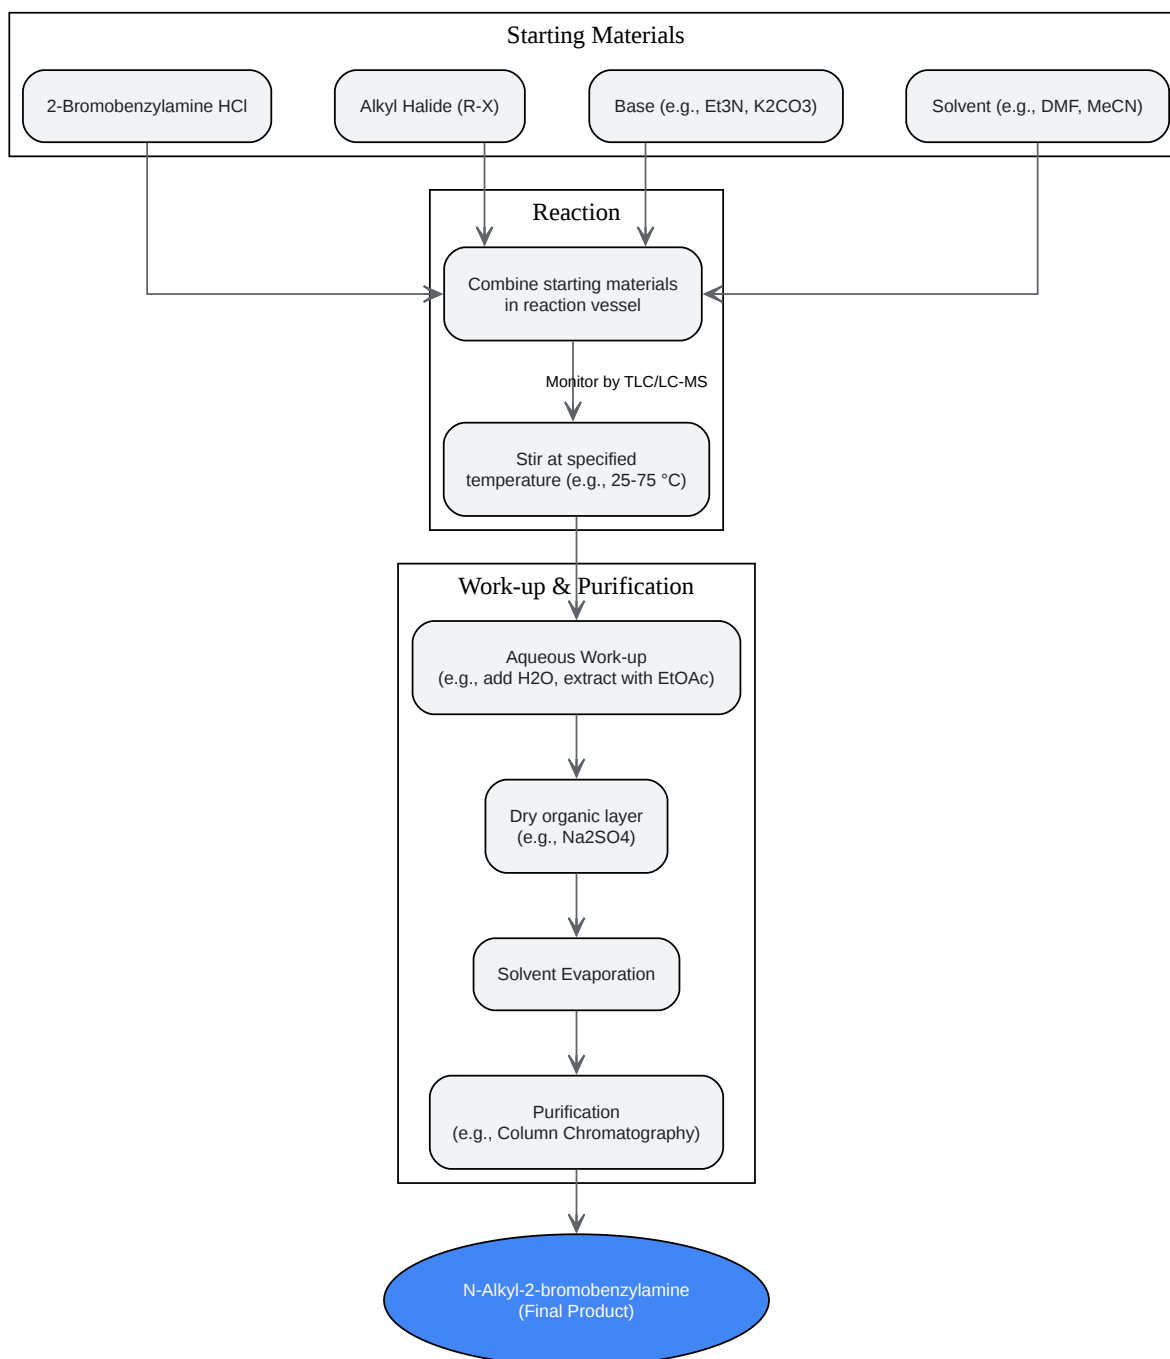 Starting Materials
2-Bromobenzylamine HCl
Alkyl Halide (R-X)
Base (e.g., Et3N, K2CO3)
Solvent (e.g., DMF, MeCN)
Reaction
Combine starting materials
in reaction vessel
Monitor by TLC/LC-MS
Stir at specified
temperature (e.g., 25-75 °C)
Work-up & Purification
Aqueous Work-up
(e.g., add H2O, extract with EtOAc)
Dry organic layer
(e.g., Na2SO4)
Solvent Evaporation
Purification
(e.g., Column Chromatography)
N-Alkyl-2-bromobenzylamine
(Final Product)